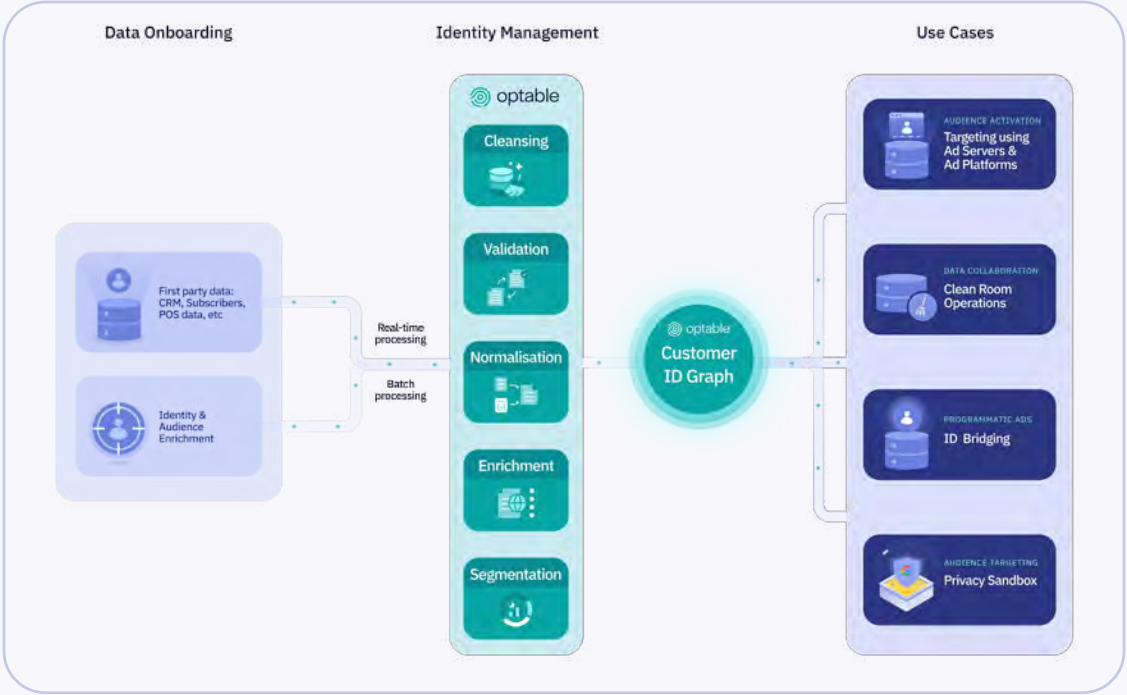 Data Onboarding
Identity Management
Use Cases
First party data:
CRM, Subscribers,
POS data, etc
Identity &
Audience
Enrichment
Real-time
processing
Batch
processing
optable
Cleansing
Validation
Normalisation
Enrichment
Segmentation
optable
Customer
ID Graph
AUDIENCE ACTIVATION
Targeting using
Ad Servers &
Ad Platforms
DATA COLLABORATION
Clean Room
Operations
PROGRAMMATIC ADS
ID Bridging
AUDIENCE TARGETING
Privacy Sandbox